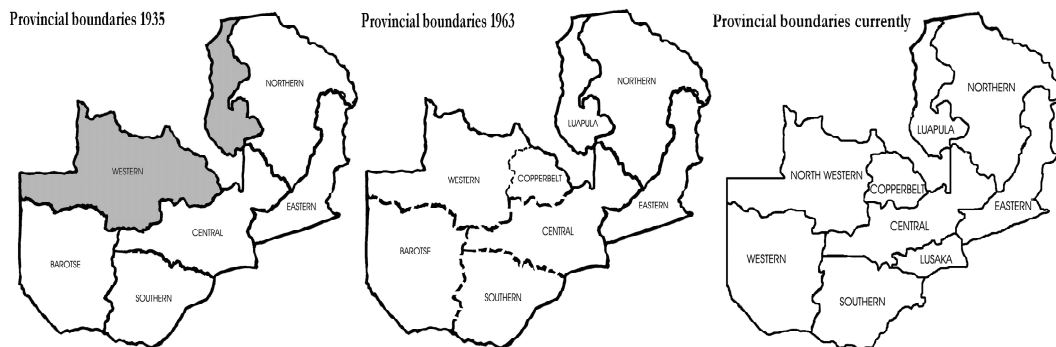 Provincial boundaries 1935
NORTHERN
WESTERN
EASTERN
CENTRAL
BAROTSE
SOUTHERN
Provincial boundaries 1963
NORTHERN
LUAPULA
WESTERN
COPPERBELT
EASTERN
CENTRAL
BAROTSE
SOUTHERN
Provincial boundaries currently
NORTHERN
LUAPULA
NORTH WESTERN
COPPERBELT
EASTERN
CENTRAL
WESTERN
LUSAKA
SOUTHERN